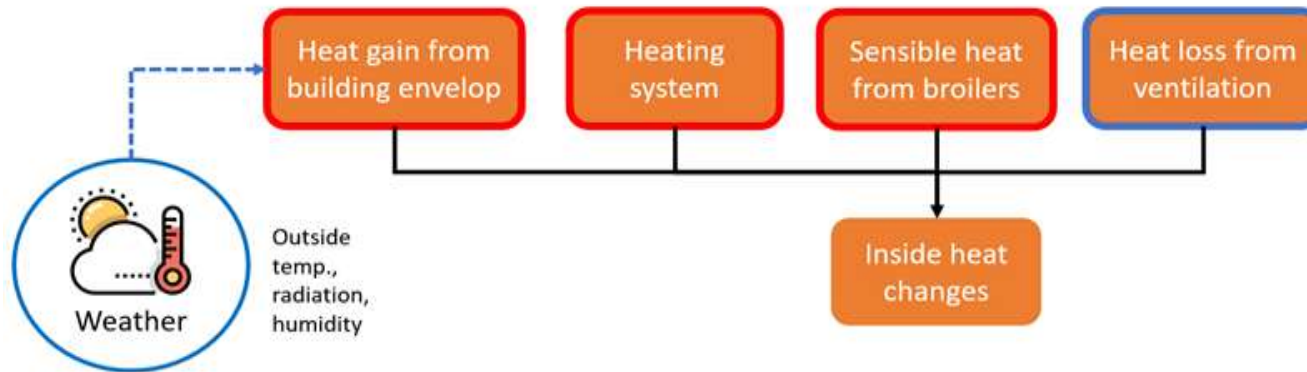 Heat gain from
building envelop
Heating
system
Sensible heat
from broilers
Heat loss from
ventilation
Outside
temp.,
radiation,
humidity
Weather
Inside heat
changes